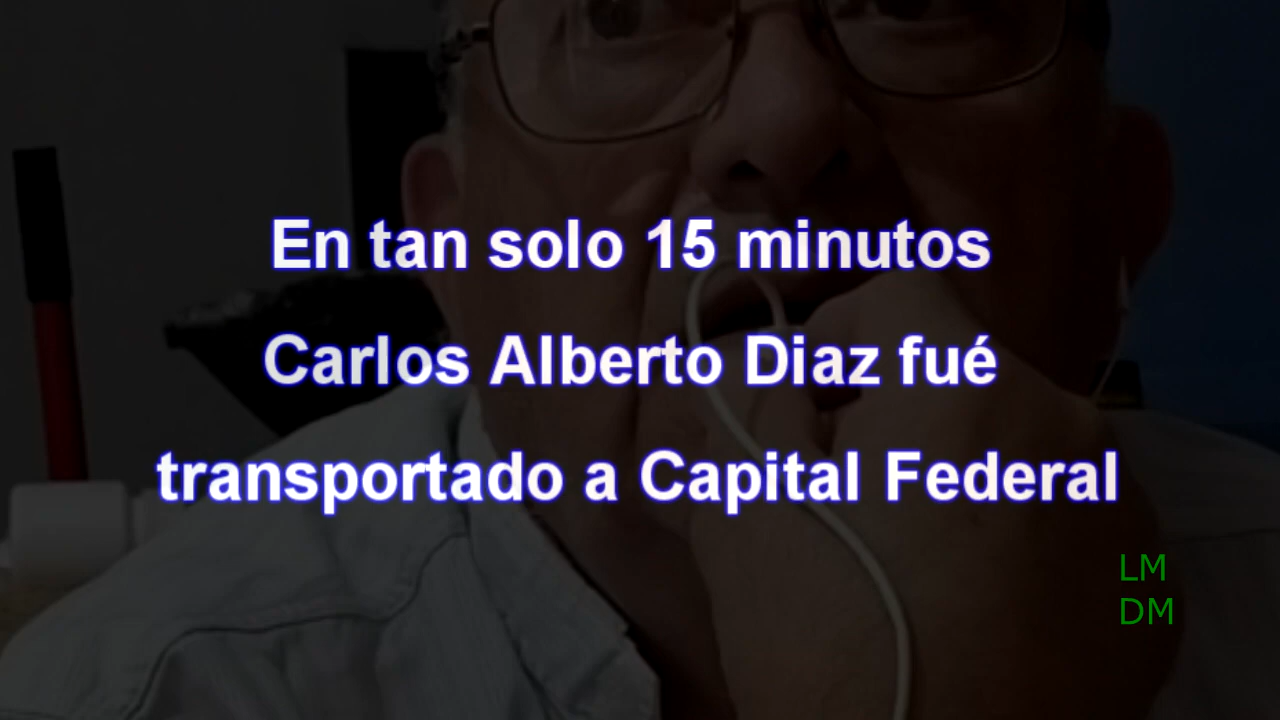 En tan solo 15 minutos
Carlos Alberto Diaz fué
transportado a Capital Federal
LM
DM